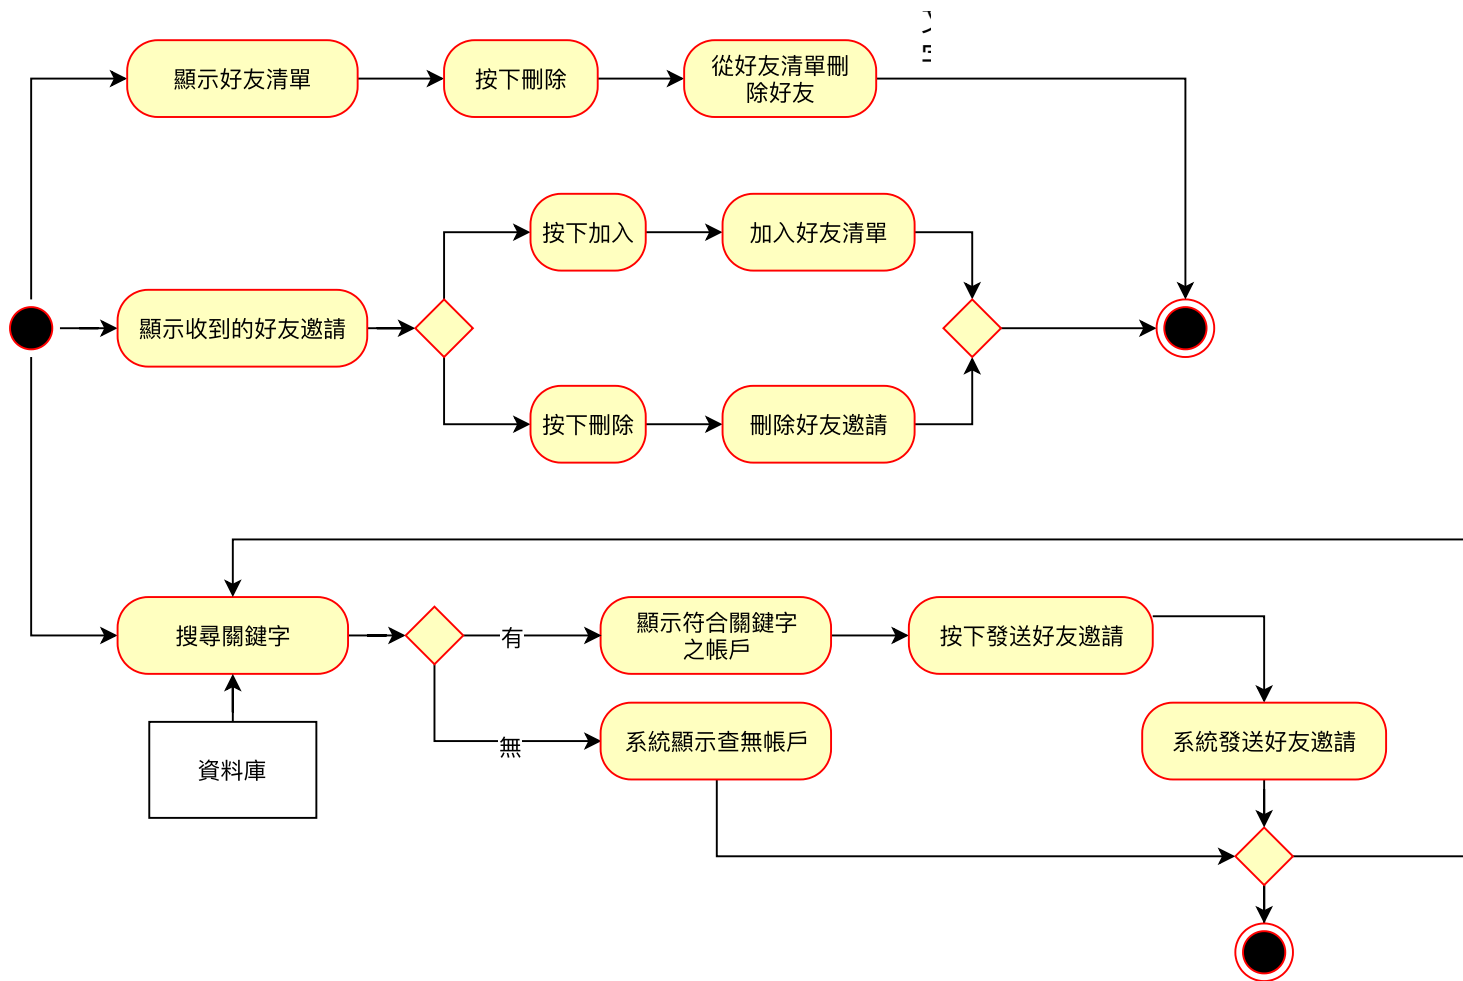 顯示好友清單
按下刪除
從好友清單刪
除好友
按下加入
加入好友清單
顯示收到的好友邀請
按下刪除
刪除好友邀請
搜尋關鍵字
有
顯示符合關鍵字
之帳戶
按下發送好友邀請
無
系統顯示查無帳戶
系統發送好友邀請
資料庫